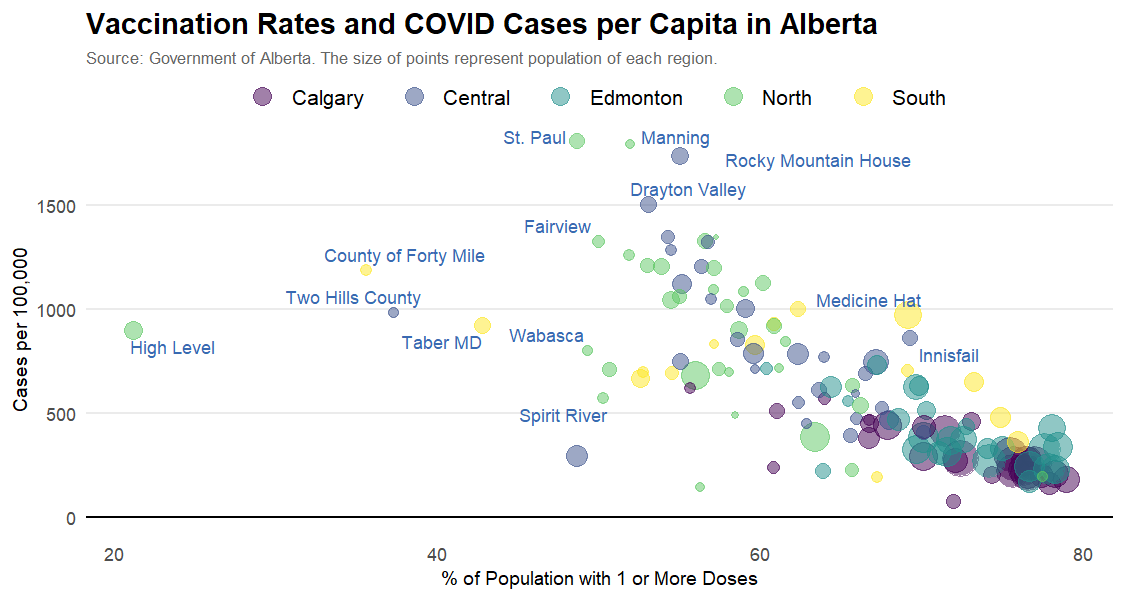 Vaccination Rates and COVID Cases per Capita in Alberta
Source: Government of Alberta. The size of points represent population of each region.
Calgary Central Edmonton North South
St. Paul Manning
Rocky Mountain House
Drayton Valley
1500
Fairview
County of Forty Mile
Two Hills County Medicine Hat
1000
Wabasca
High Level Taber MD
Innisfail
500
Spirit River
0
Cases per 100,000
20 40 60 80
% of Population with 1 or More Doses